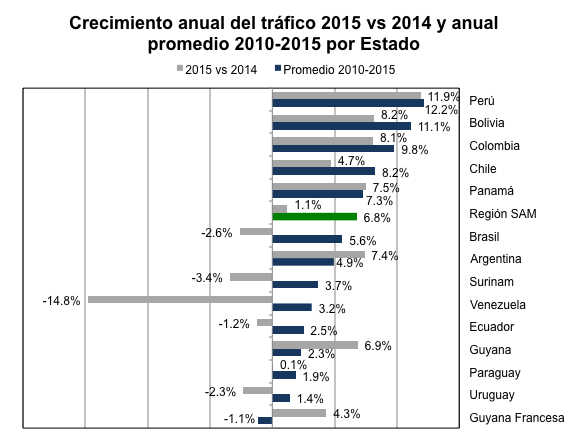 Crecimiento anual del tráfico 2015 vs 2014 y anual
promedio 2010-2015 por Estado
2015 vs 2014 Promedio 2010-2015
11.9% Perú
12.2%
8.2% Bolivia
11.1%
8.1% Colombia
9.8%
4.7% Chile
8.2%
7.5% Panamá
7.3%
1.1% Región SAM
6.8%
-2.6% Brasil
5.6%
7.4% Argentina
4.9%
-3.4% Surinam
3.7%
-14.8% Venezuela
3.2%
-1.2% Ecuador
2.5%
6.9% Guyana
2.3%
0.1% Paraguay
1.9%
-2.3% Uruguay
1.4%
4.3% Guyana Francesa
-1.1%